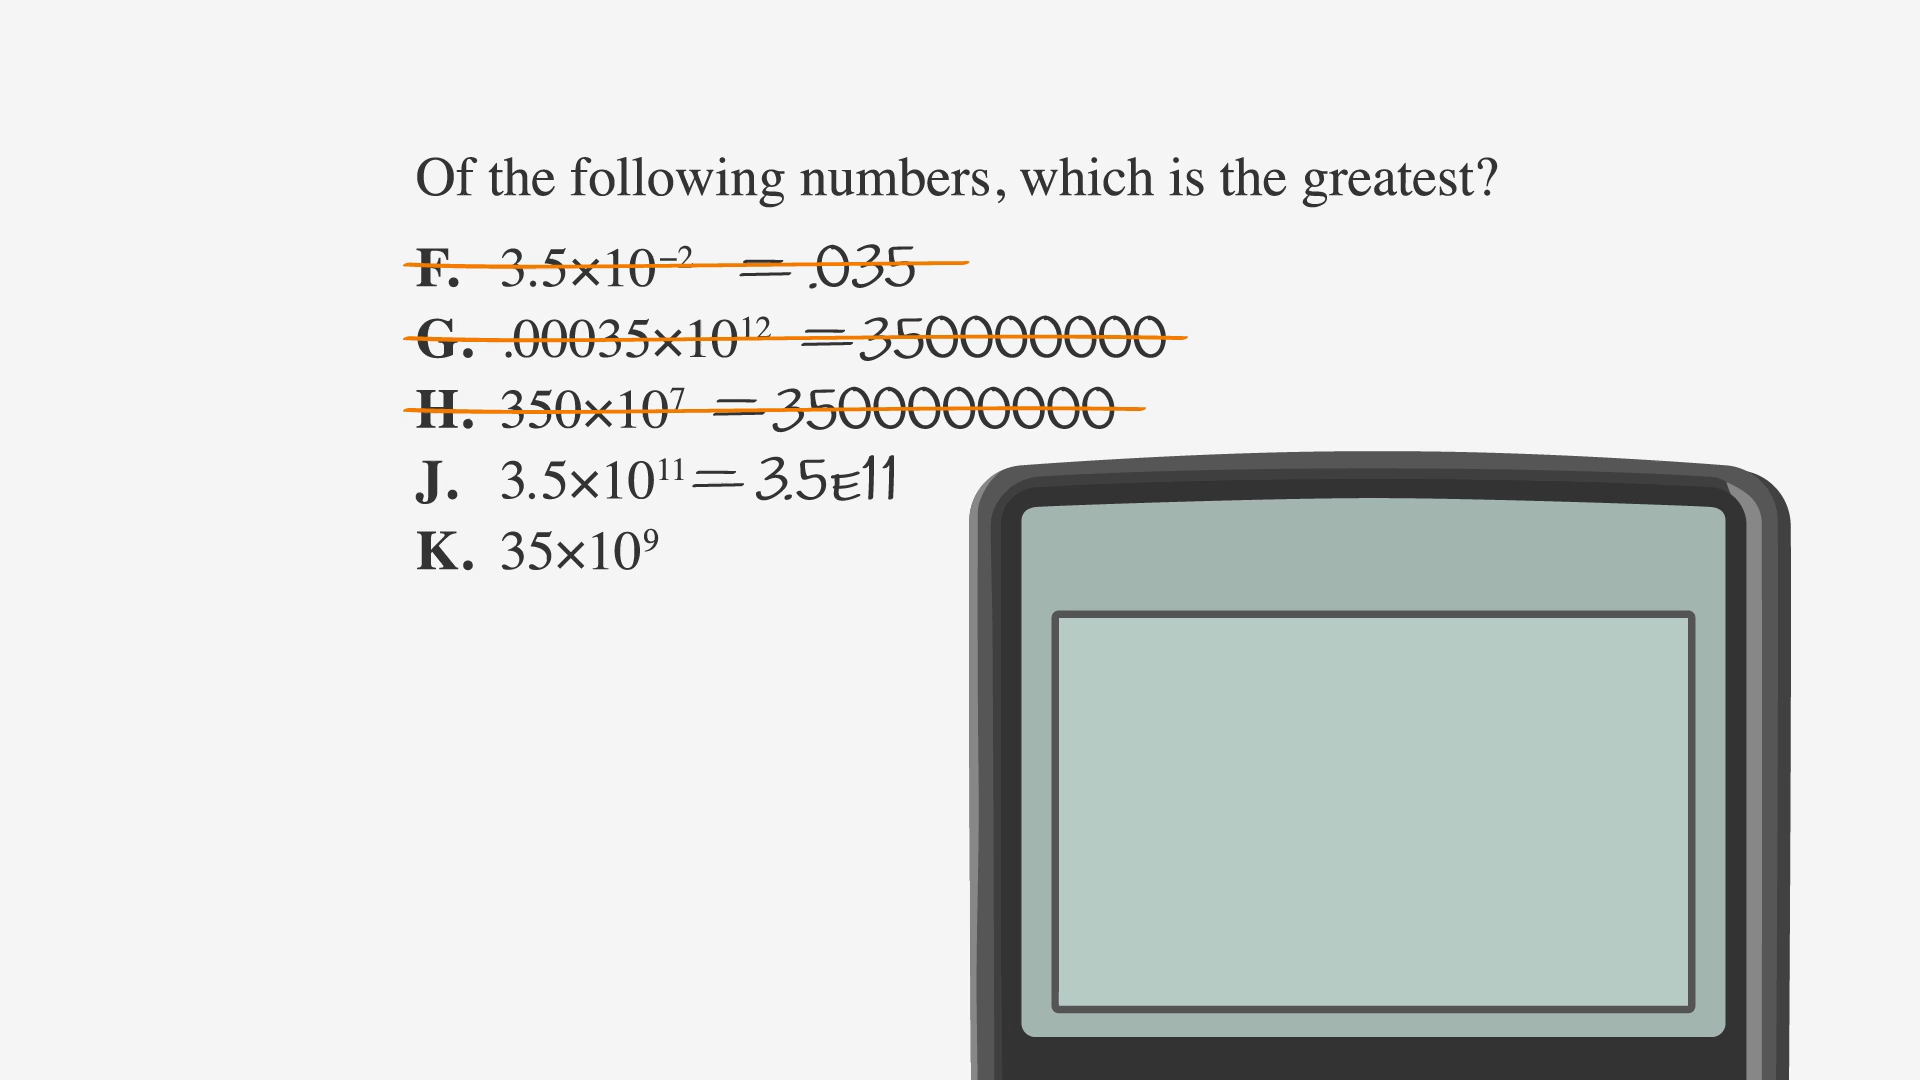 Of the following numbers, which is the greatest?
F. 3.5×10⁻² = .035
G. .00035×10¹² = 350000000
H. 350×10⁷ = 3500000000
J. 3.5×10¹¹ = 3.5E11
K. 35×10⁹